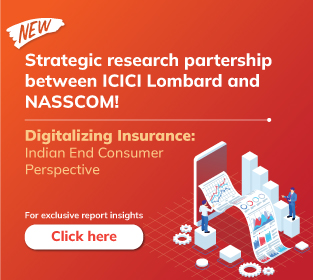 NEW
Strategic research partership
between ICICI Lombard and
NASSCOM!
Digitalizing Insurance:
Indian End Consumer
Perspective
For exclusive report insights
Click here